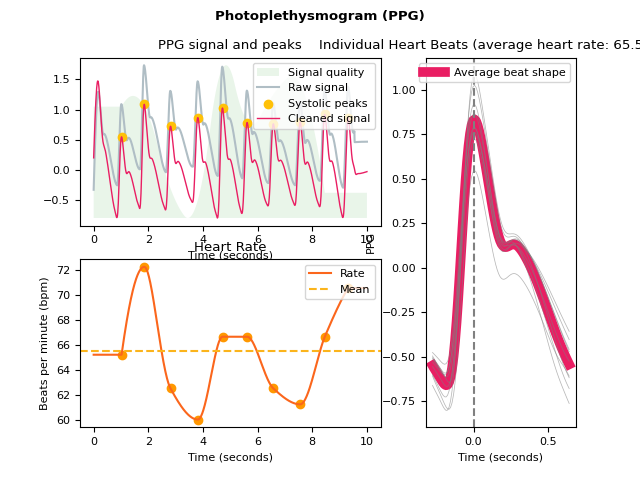 Photoplethysmogram (PPG)
PPG signal and peaks
Individual Heart Beats (average heart rate: 65.5
Signal quality
Raw signal
Systolic peaks
Cleaned signal
1.5
1.0
0.5
0.0
−0.5
0 2 4 6 8 10
Time (seconds)
Heart Rate
Rate
Mean
Beats per minute (bpm)
72
70
68
66
64
62
60
0 2 4 6 8 10
Time (seconds)
Average beat shape
PPG
1.00
0.75
0.50
0.25
0.00
−0.25
−0.50
−0.75
0.0 0.5
Time (seconds)